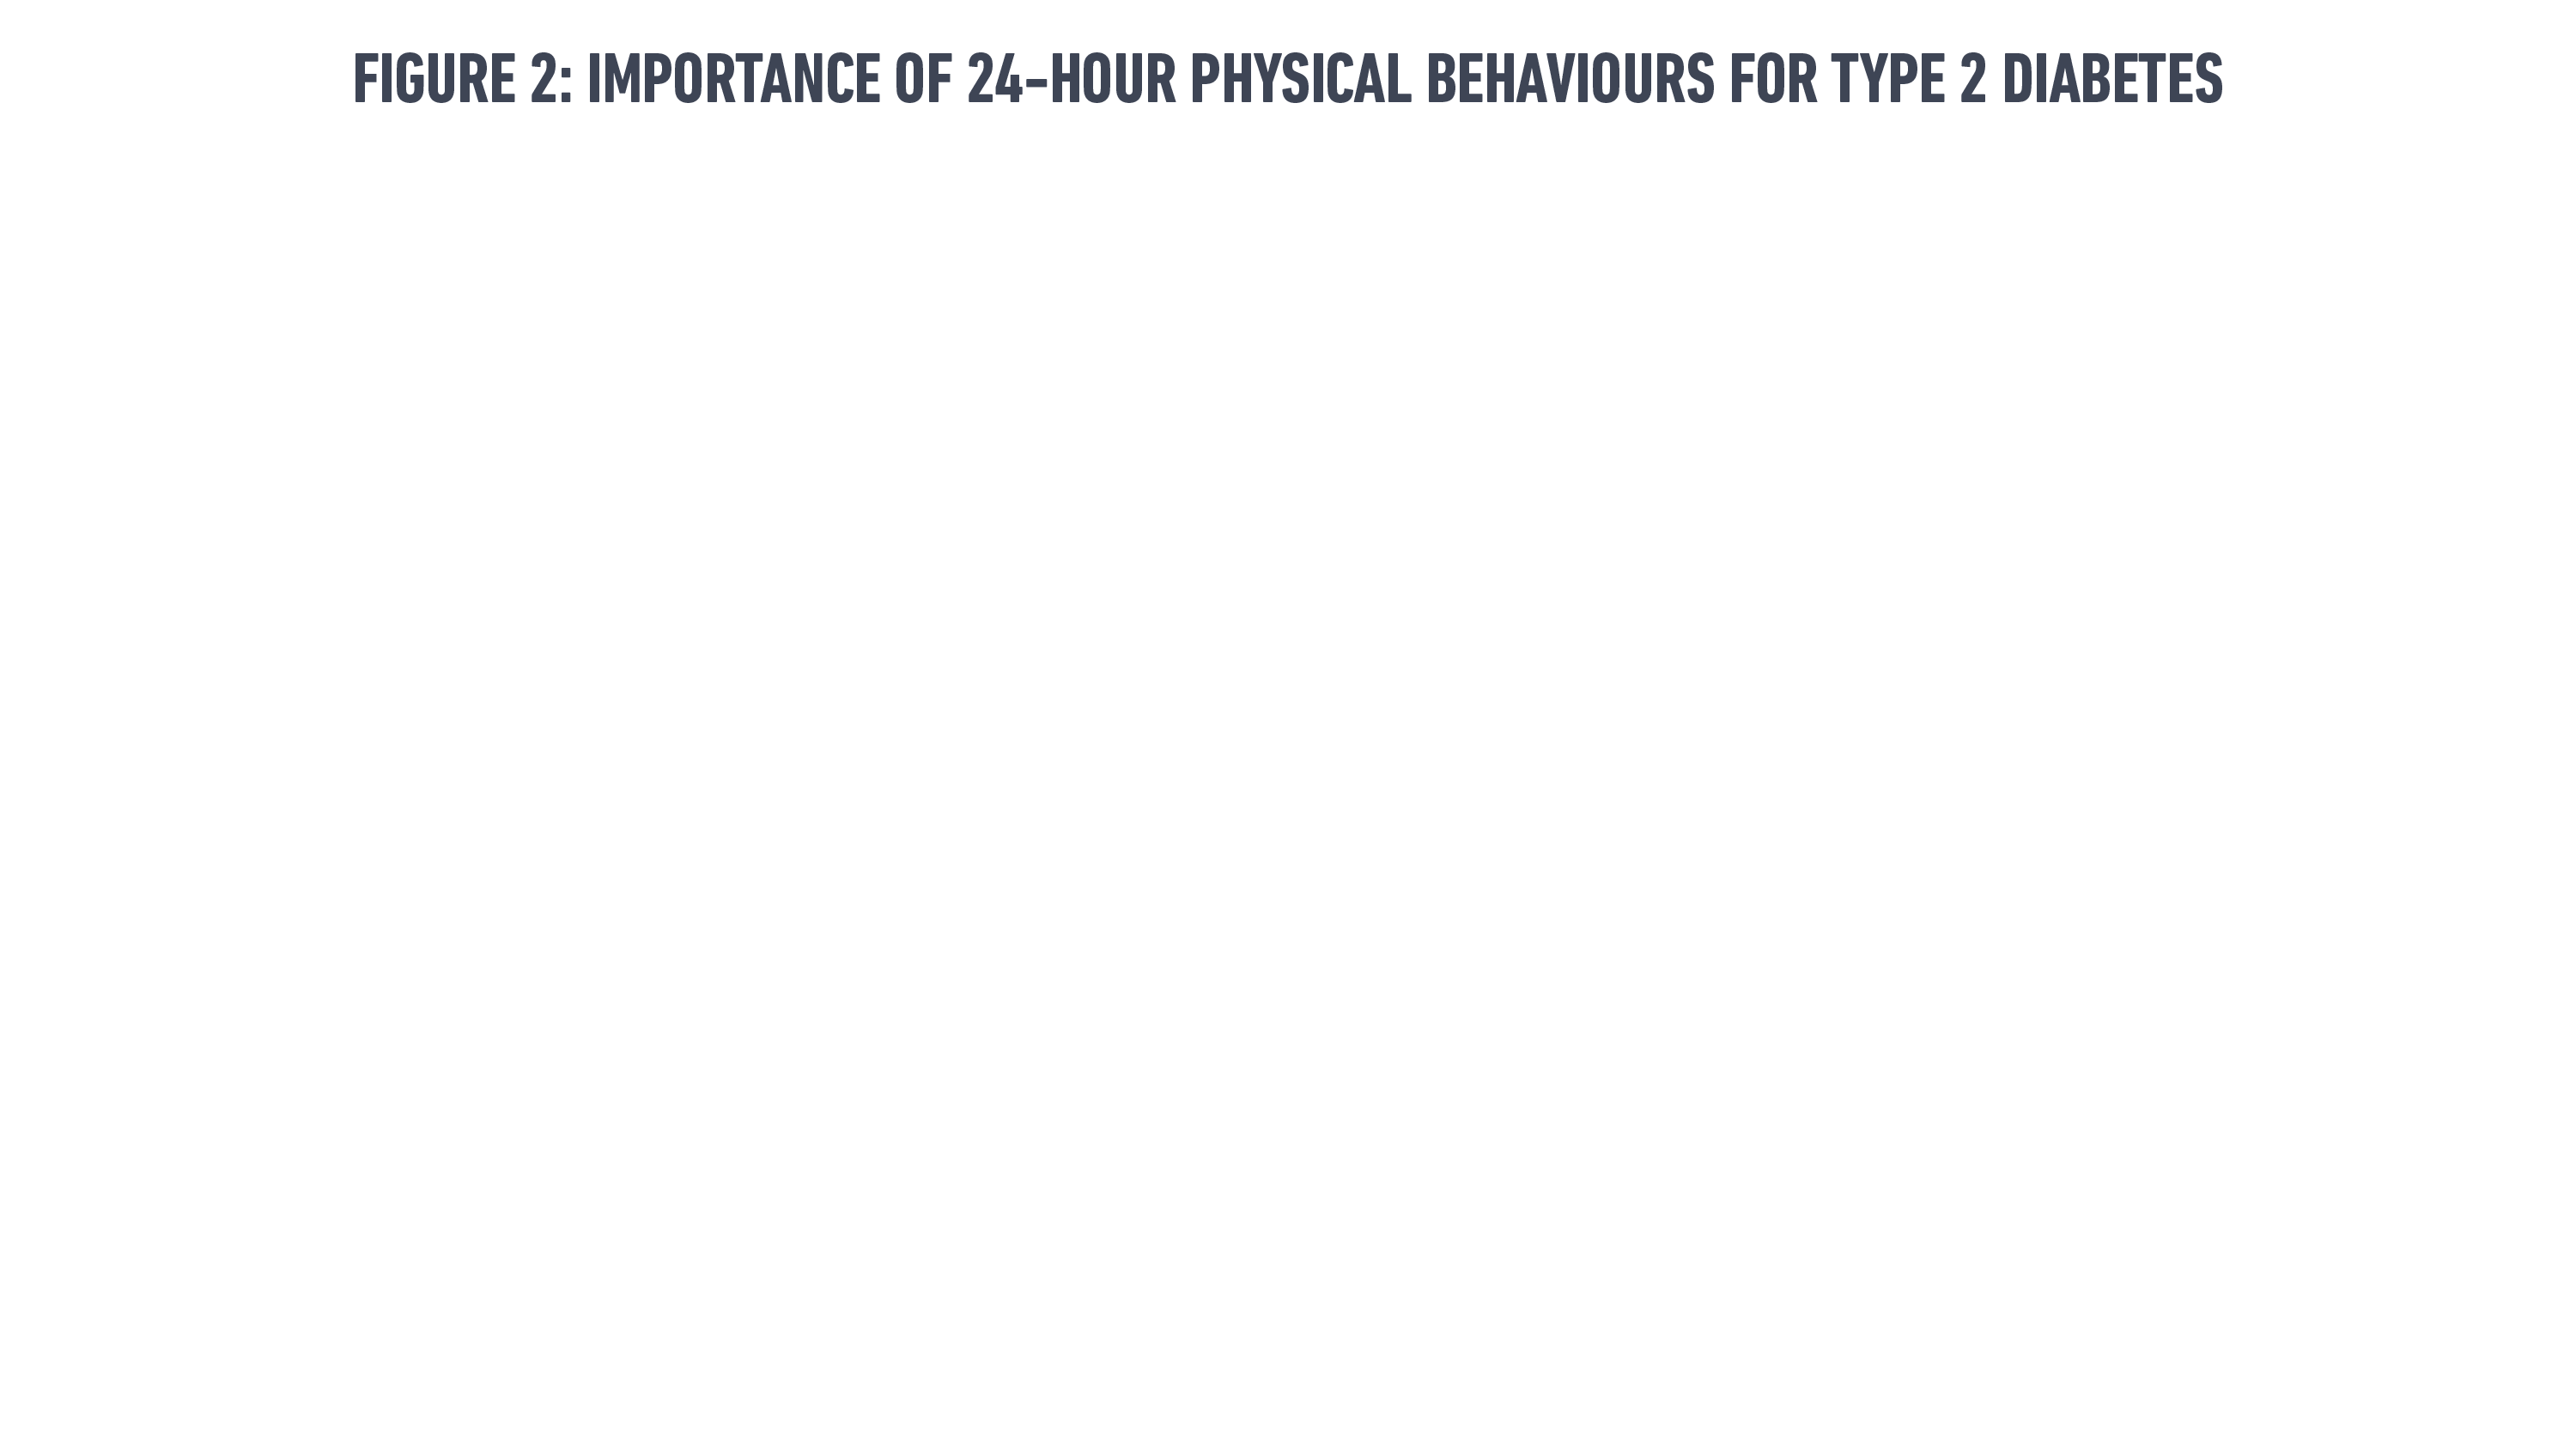 FIGURE 2: IMPORTANCE OF 24-HOUR PHYSICAL BEHAVIOURS FOR TYPE 2 DIABETES